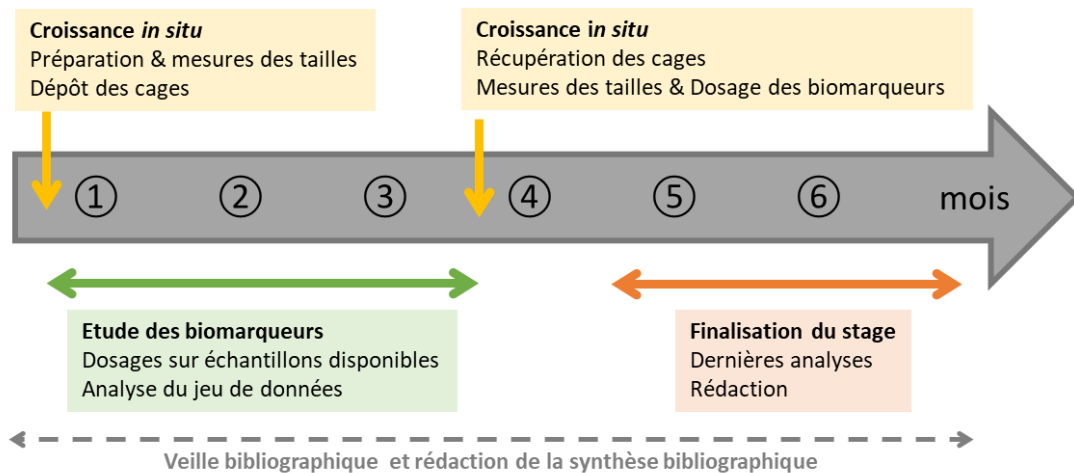 Croissance in situ
Préparation & mesures des tailles
Dépôt des cages
Croissance in situ
Récupération des cages
Mesures des tailles & Dosage des biomarqueurs
① ② ③ ④ ⑤ ⑥ mois
Etude des biomarqueurs
Dosages sur échantillons disponibles
Analyse du jeu de données
Finalisation du stage
Dernières analyses
Rédaction
Veille bibliographique et rédaction de la synthèse bibliographique